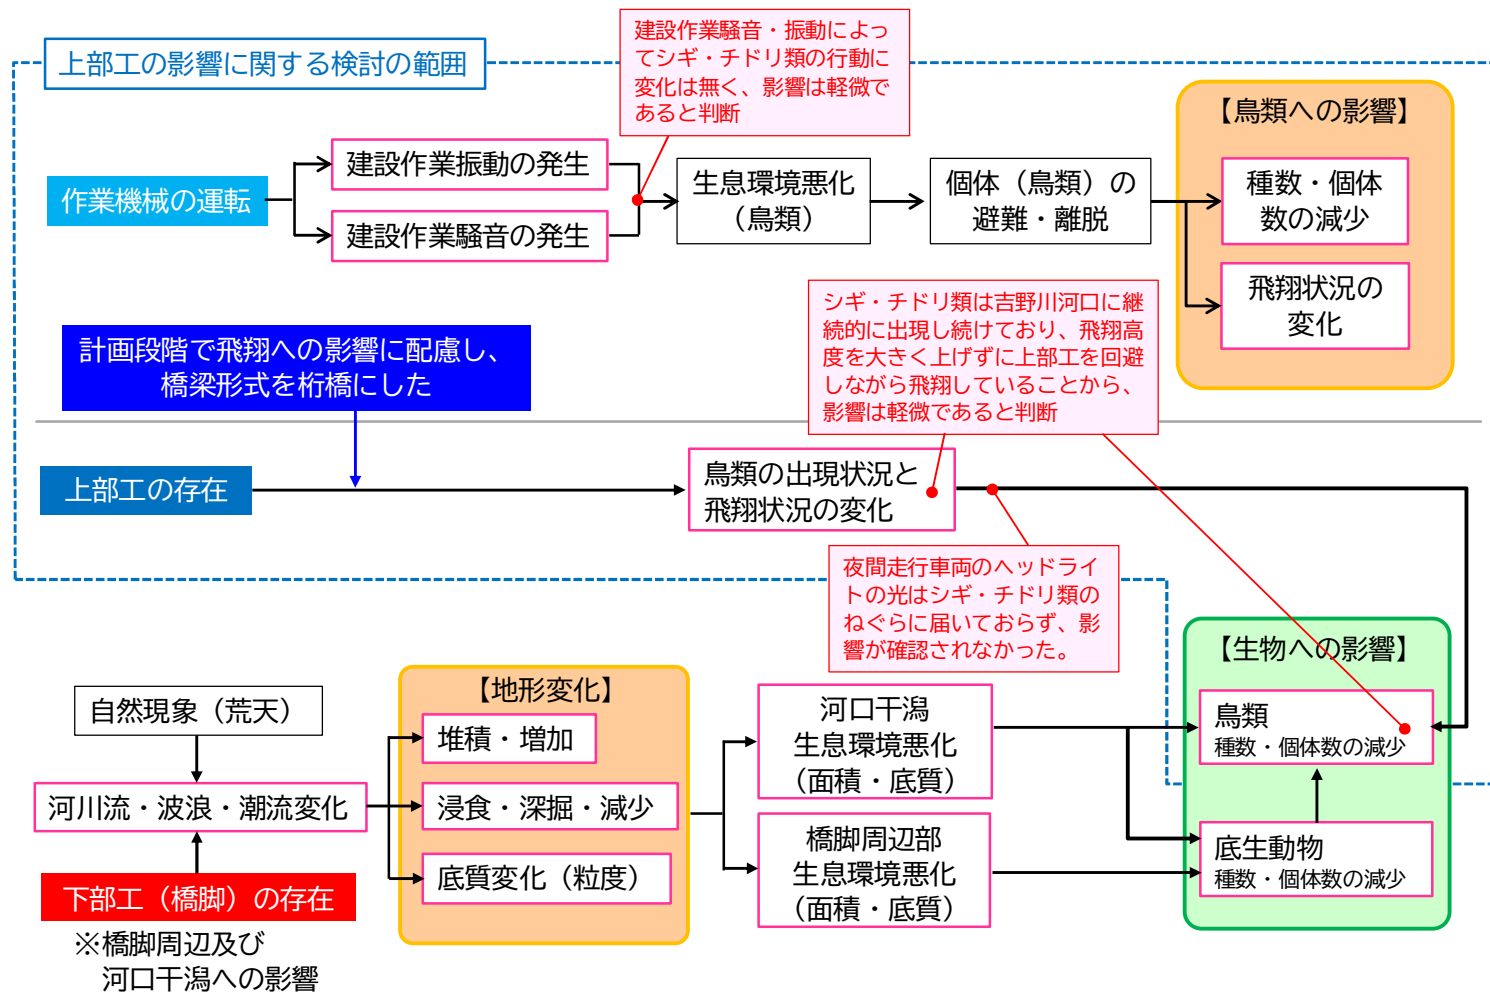 上部工の影響に関する検討の範囲
建設作業騒音・振動によっ
てシギ・チドリ類の行動に
変化は無く、影響は軽微で
あると判断
【鳥類への影響】
作業機械の運転
建設作業振動の発生
建設作業騒音の発生
生息環境悪化
（鳥類）
個体（鳥類）の
避難・離脱
種数・個体
数の減少
飛翔状況の
変化
計画段階で飛翔への影響に配慮し、
橋梁形式を桁橋にした
シギ・チドリ類は吉野川河口に継
続的に出現し続けており、飛翔高
度を大きく上げずに上部工を回避
しながら飛翔していることから、
影響は軽微であると判断
上部工の存在
鳥類の出現状況と
飛翔状況の変化
夜間走行車両のヘッドライ
トの光はシギ・チドリ類の
ねぐらに届いておらず、影
響が確認されなかった。
自然現象（荒天）
河川流・波浪・潮流変化
下部工（橋脚）の存在
※橋脚周辺及び
河口干潟への影響
【地形変化】
堆積・増加
浸食・深掘・減少
底質変化（粒度）
河口干潟
生息環境悪化
（面積・底質）
橋脚周辺部
生息環境悪化
（面積・底質）
【生物への影響】
鳥類
種数・個体数の減少
底生動物
種数・個体数の減少